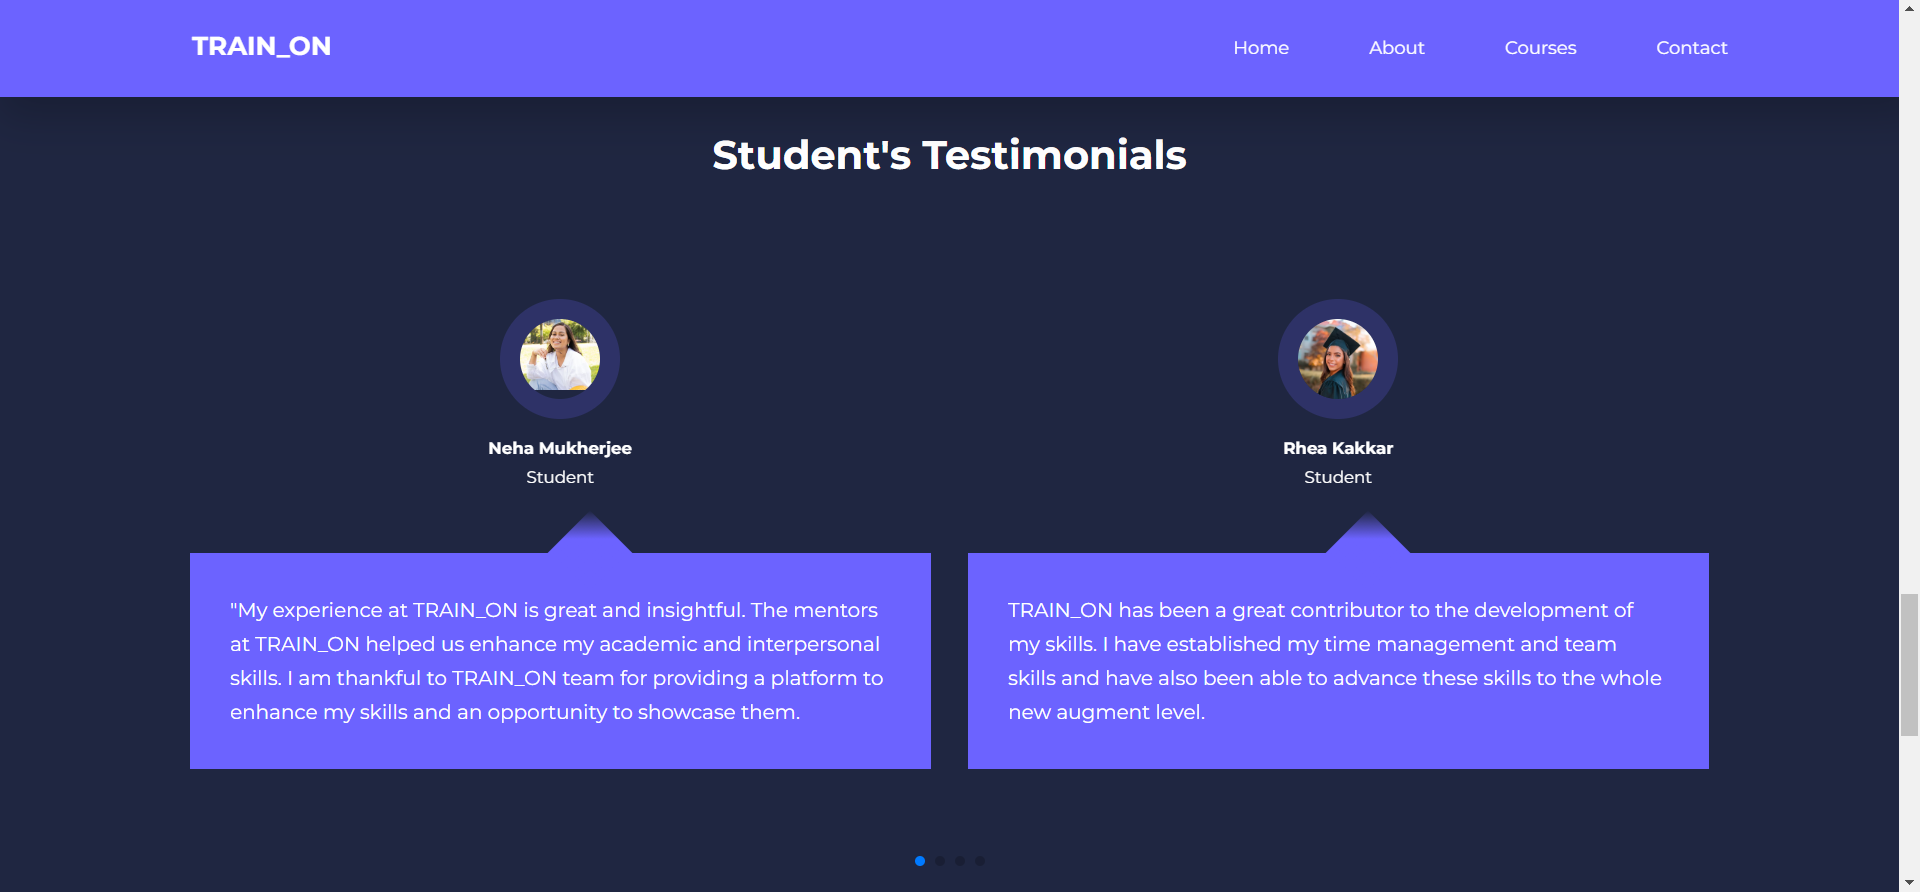 TRAIN_ON
Home
About
Courses
Contact
Student's Testimonials
Neha Mukherjee
Student
"My experience at TRAIN_ON is great and insightful. The mentors
at TRAIN_ON helped us enhance my academic and interpersonal
skills. I am thankful to TRAIN_ON team for providing a platform to
enhance my skills and an opportunity to showcase them.
Rhea Kakkar
Student
TRAIN_ON has been a great contributor to the development of
my skills. I have established my time management and team
skills and have also been able to advance these skills to the whole
new augment level.